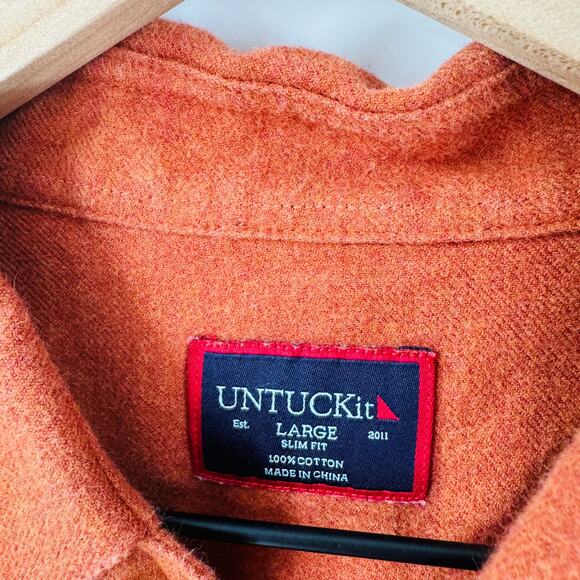 UNTUCKit
Est. 2011
LARGE
SLIM FIT
100% COTTON
MADE IN CHINA